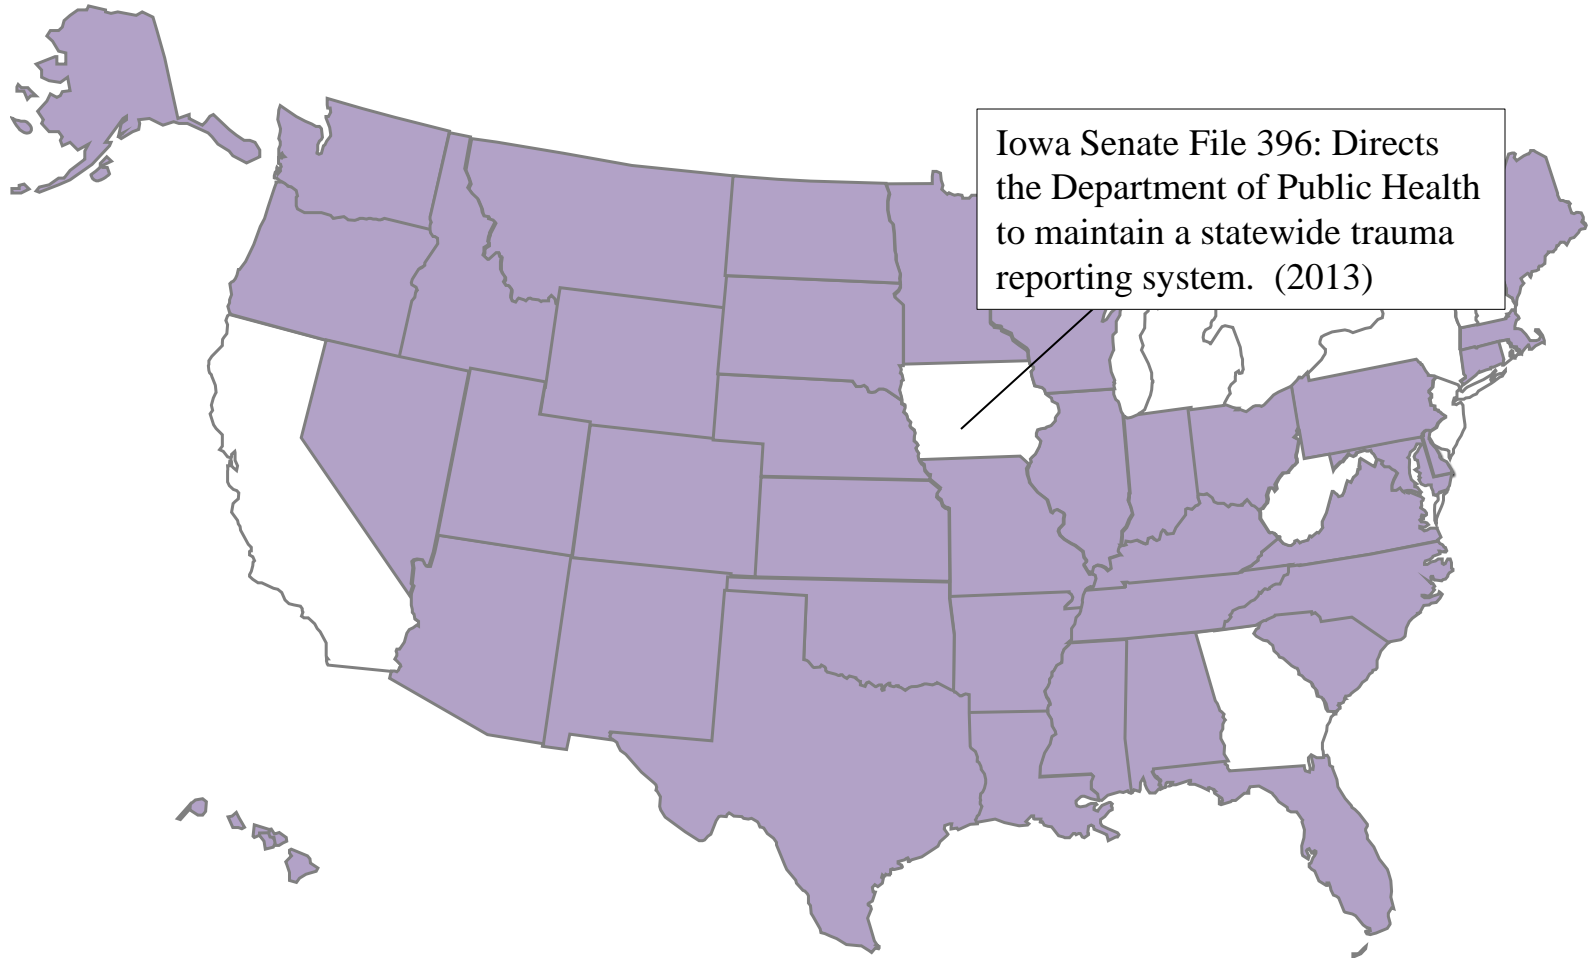 Iowa Senate File 396: Directs
the Department of Public Health
to maintain a statewide trauma
reporting system.  (2013)